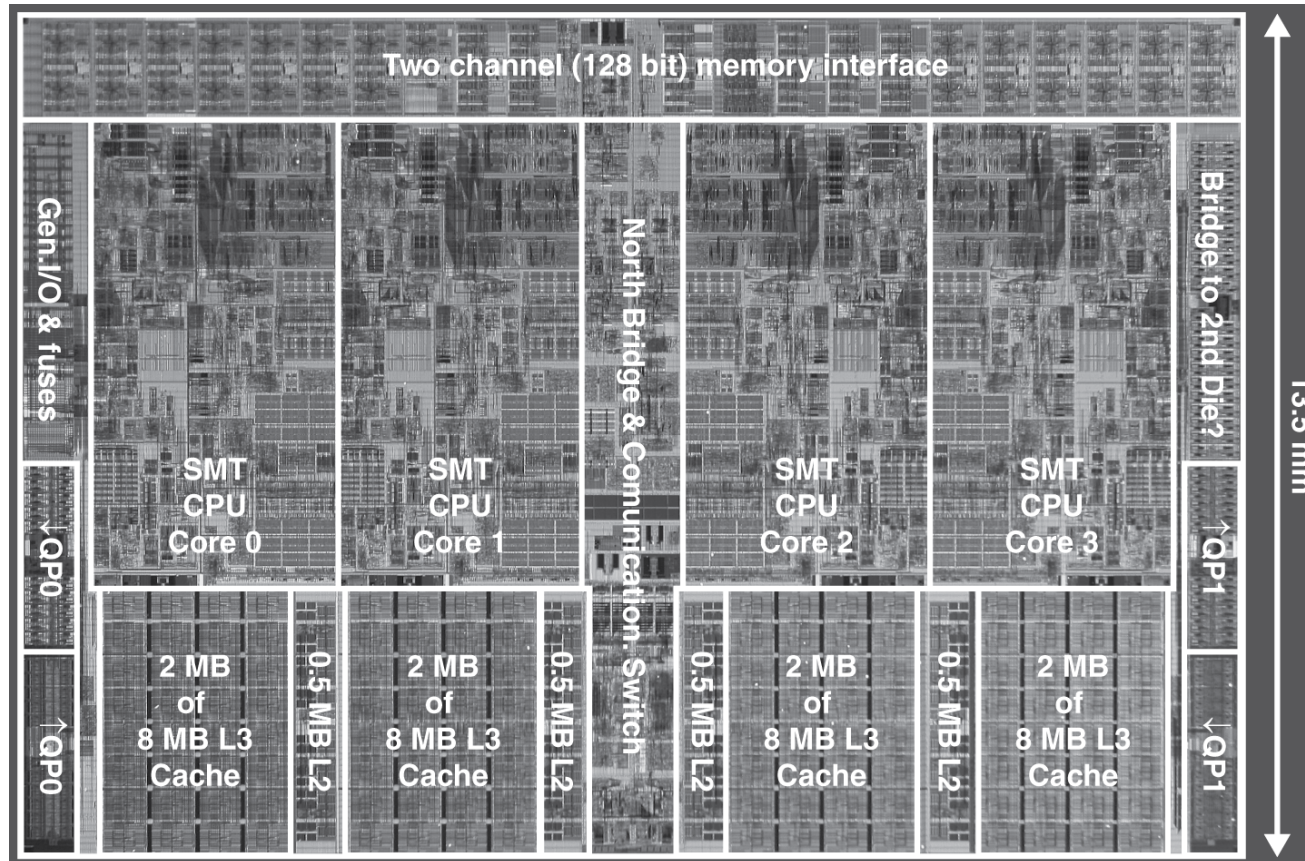 Two channel (128 bit) memory interface
Gen.I/O & fuses
North Bridge & Comunication. Switch
Bridge to 2nd Die?
SMT
CPU
Core 0
SMT
CPU
Core 1
SMT
CPU
Core 2
SMT
CPU
Core 3
13.5 mm
↓QP0
↑QP1
2 MB
of
8 MB L3
Cache
0.5 MB L2
2 MB
of
8 MB L3
Cache
0.5 MB L2
0.5 MB L2
2 MB
of
8 MB L3
Cache
0.5 MB L2
2 MB
of
8 MB L3
Cache
↑QP0
↓QP1